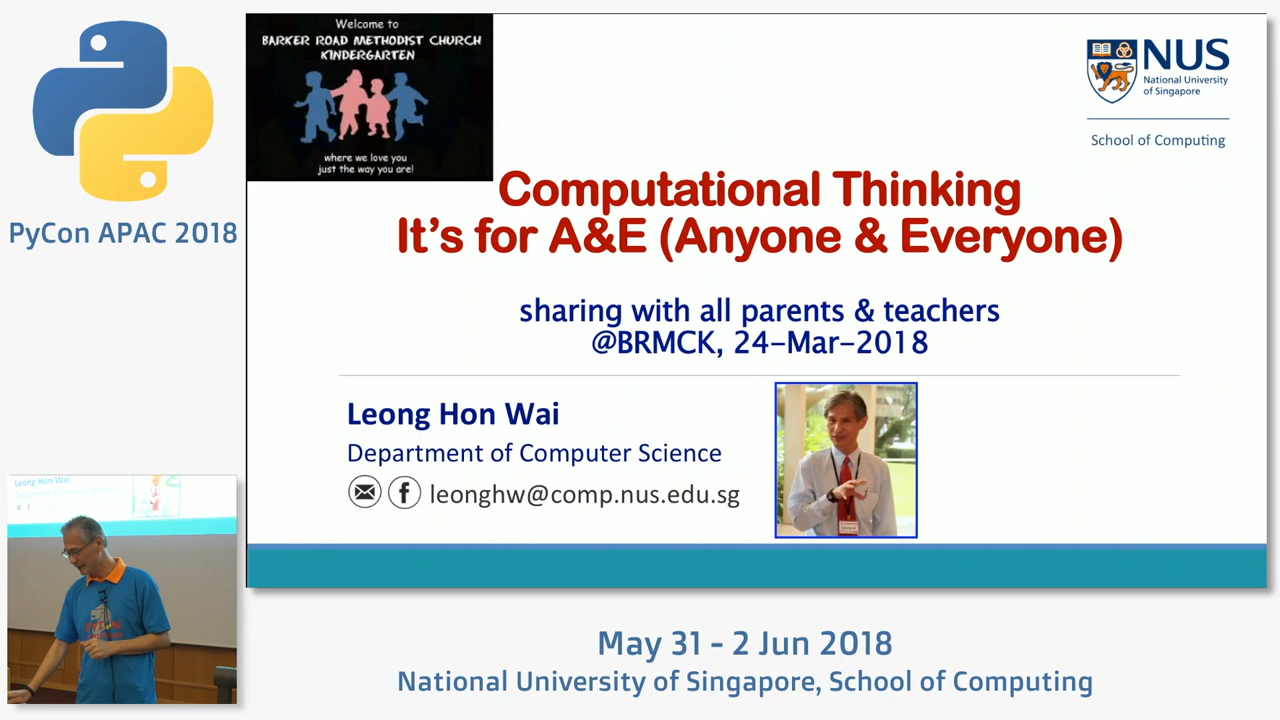 PyCon APAC 2018
Welcome to
BARKER ROAD METHODIST CHURCH
KINDERGARTEN
where we love you
just the way you are!
NUS
National University
of Singapore
School of Computing
Computational Thinking
It's for A&E (Anyone & Everyone)
sharing with all parents & teachers
@BRMCK, 24-Mar-2018
Leong Hon Wai
Department of Computer Science
f leonghw@comp.nus.edu.sg
Leong Hon Wai
May 31 - 2 Jun 2018
National University of Singapore, School of Computing